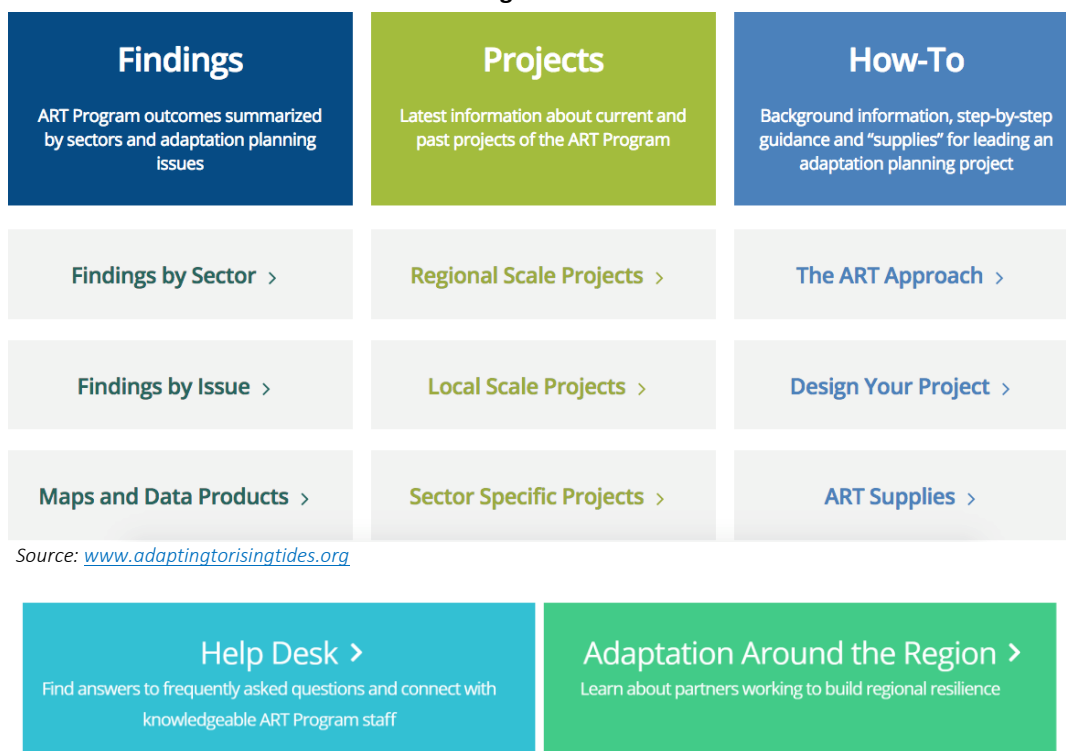 Findings
ART Program outcomes summarized
by sectors and adaptation planning
issues
Projects
Latest information about current and
past projects of the ART Program
How-To
Background information, step-by-step
guidance and “supplies” for leading an
adaptation planning project
Findings by Sector >
Regional Scale Projects >
The ART Approach >
Findings by Issue >
Local Scale Projects >
Design Your Project >
Maps and Data Products >
Sector Specific Projects >
ART Supplies >
Source: www.adaptingtorisingtides.org
Help Desk >
Find answers to frequently asked questions and connect with
knowledgeable ART Program staff
Adaptation Around the Region >
Learn about partners working to build regional resilience